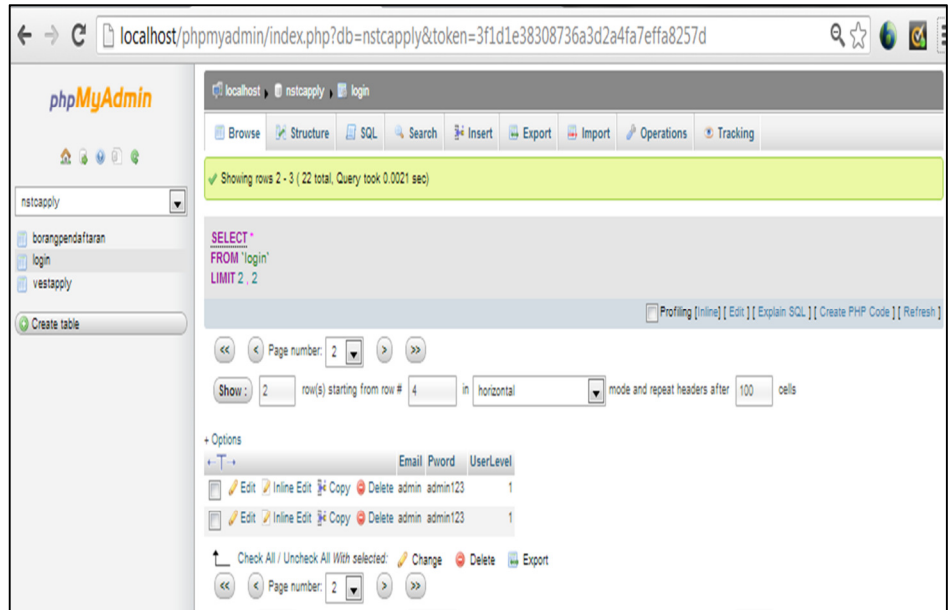 localhost/phpmyadmin/index.php?db=nstcapply&token=3f1d1e38308736a3d2a4fa7effa8257d
phpMyAdmin
nstcapply
borangpendaftaran
login
vestapply
Create table
localhost nstcapply login
Browse Structure SQL Search Insert Export Import Operations Tracking
Showing rows 2 - 3 ( 22 total, Query took 0.0021 sec)
SELECT *
FROM `login`
LIMIT 2 , 2
Profiling [Inline] [ Edit ] [ Explain SQL ] [ Create PHP Code ] [ Refresh ]
<< < Page number: 2 > >>
Show : 2 row(s) starting from row # 4 in horizontal mode and repeat headers after 100 cells
+ Options
←T→ Email Pword UserLevel
Edit Inline Edit Copy Delete admin admin123 1
Edit Inline Edit Copy Delete admin admin123 1
Check All / Uncheck All With selected: Change Delete Export
<< < Page number: 2 > >>